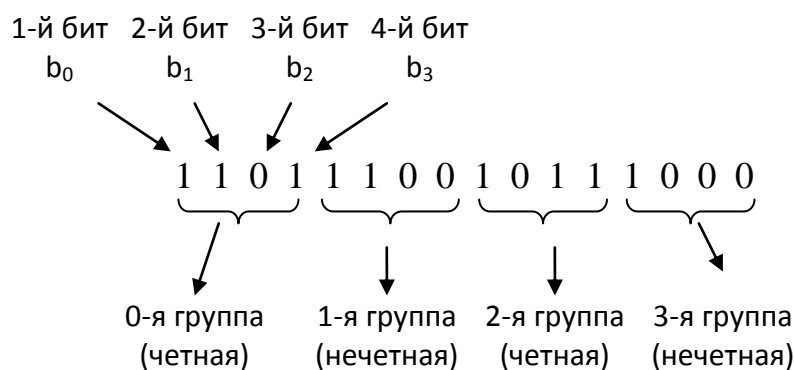 1-й бит 2-й бит 3-й бит 4-й бит
b₀ b₁ b₂ b₃
1 1 0 1 1 1 0 0 1 0 1 1 1 0 0 0
0-я группа 1-я группа 2-я группа 3-я группа
(четная) (нечетная) (четная) (нечетная)